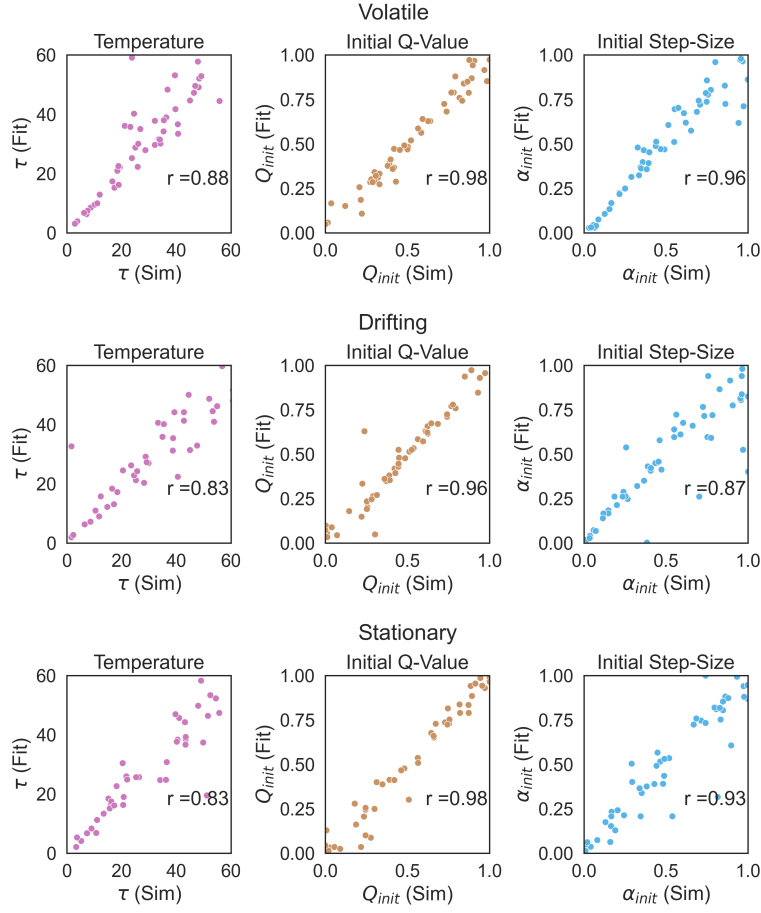 Volatile
Temperature Initial Q-Value Initial Step-Size
60 1.00 1.00
40 0.75 0.75
τ (Fit) Q_init (Fit) α_init (Fit)
0.50 0.50
20 r =0.88 0.25 r =0.98 0.25 r =0.96
0 0.00 0.00
0 20 40 60 0.0 0.5 1.0 0.0 0.5 1.0
τ (Sim) Q_init (Sim) α_init (Sim)
Drifting
Temperature Initial Q-Value Initial Step-Size
60 1.00 1.00
40 0.75 0.75
τ (Fit) Q_init (Fit) α_init (Fit)
0.50 0.50
20 r =0.83 0.25 r =0.96 0.25 r =0.87
0 0.00 0.00
0 20 40 60 0.0 0.5 1.0 0.0 0.5 1.0
τ (Sim) Q_init (Sim) α_init (Sim)
Stationary
Temperature Initial Q-Value Initial Step-Size
60 1.00 1.00
40 0.75 0.75
τ (Fit) Q_init (Fit) α_init (Fit)
0.50 0.50
20 r =0.83 0.25 r =0.98 0.25 r =0.93
0 0.00 0.00
0 20 40 60 0.0 0.5 1.0 0.0 0.5 1.0
τ (Sim) Q_init (Sim) α_init (Sim)